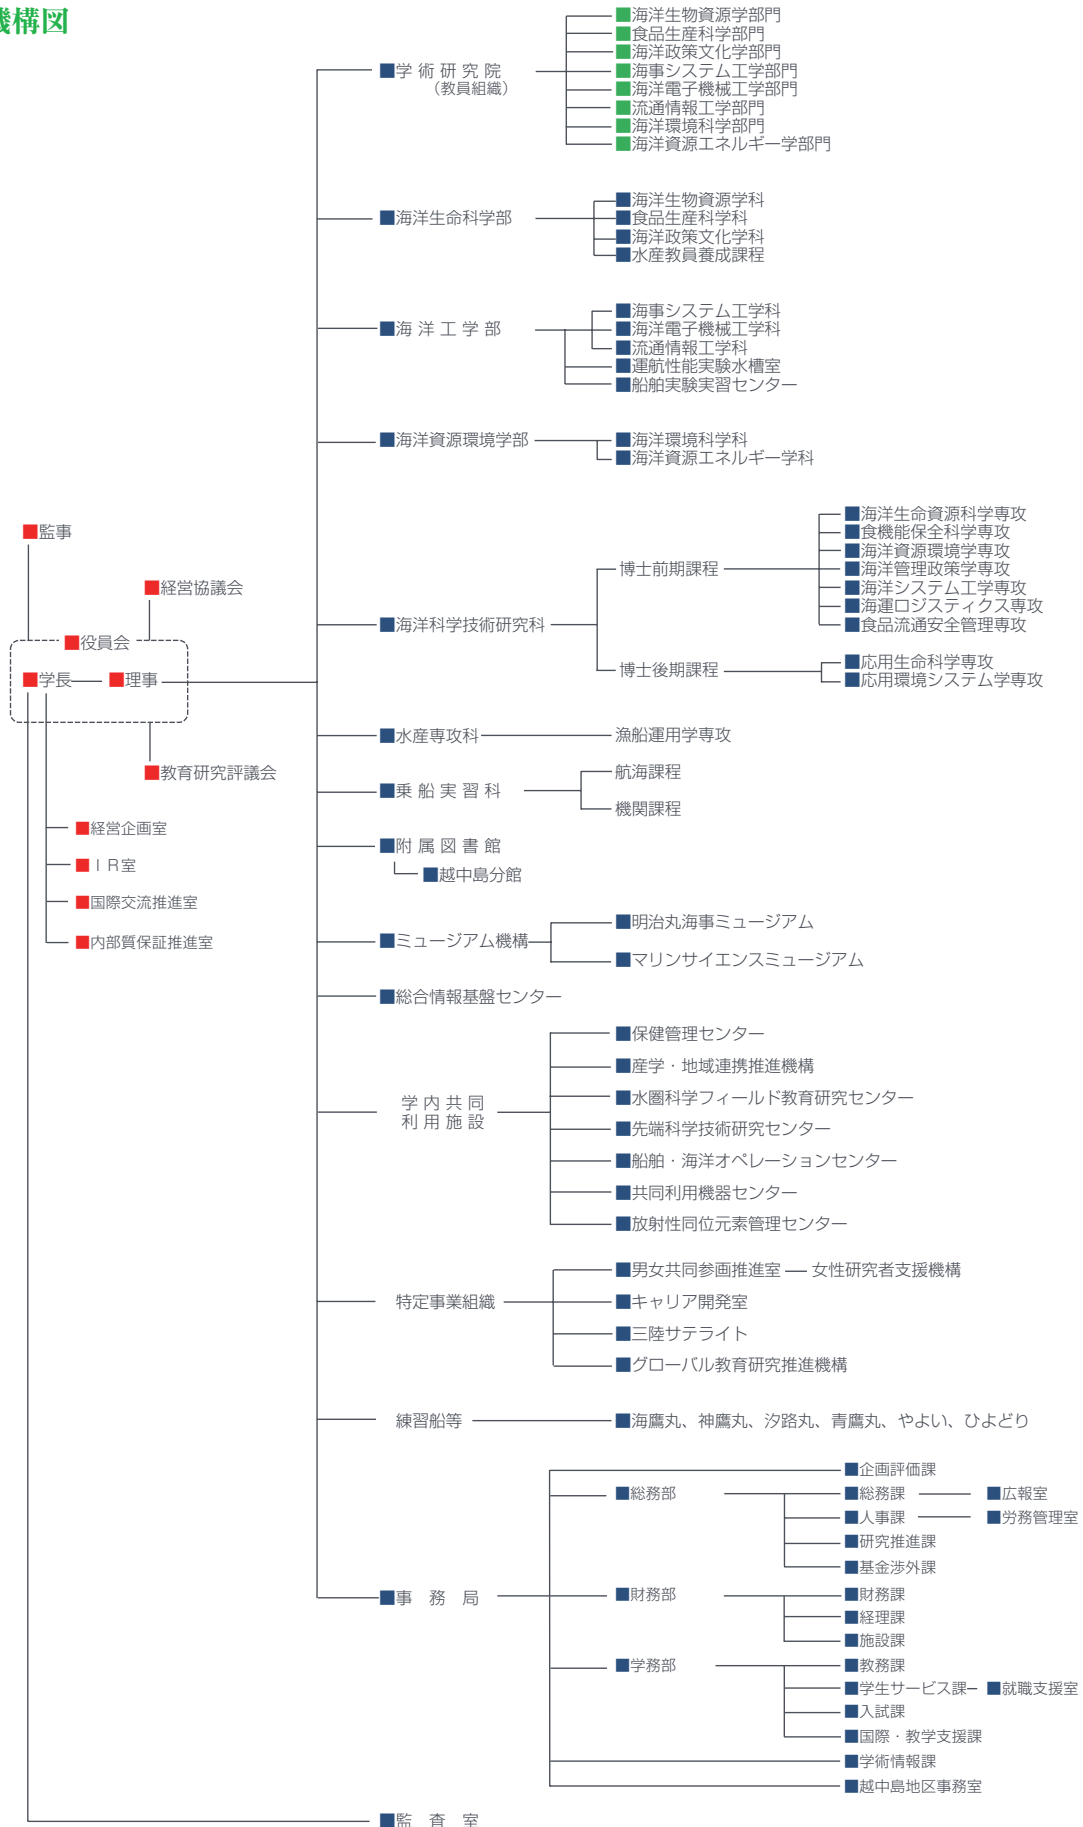 機構図
■学術研究院
（教員組織）
■海洋生物資源学部門
■食品生産科学部門
■海洋政策文化学部門
■海事システム工学部門
■海洋電子機械工学部門
■流通情報工学部門
■海洋環境科学部門
■海洋資源エネルギー学部門
■海洋生命科学部
■海洋生物資源学科
■食品生産科学科
■海洋政策文化学科
■水産教員養成課程
■海洋工学部
■海事システム工学科
■海洋電子機械工学科
■流通情報工学科
■運航性能実験水槽室
■船舶実験実習センター
■海洋資源環境学部
■海洋環境科学科
■海洋資源エネルギー学科
■監事
■経営協議会
■役員会
■学長
■理事
■教育研究評議会
■経営企画室
■ＩＲ室
■国際交流推進室
■内部質保証推進室
■海洋科学技術研究科
博士前期課程
■海洋生命資源科学専攻
■食機能保全科学専攻
■海洋資源環境学専攻
■海洋管理政策学専攻
■海洋システム工学専攻
■海運ロジスティクス専攻
■食品流通安全管理専攻
博士後期課程
■応用生命科学専攻
■応用環境システム学専攻
■水産専攻科
漁船運用学専攻
■乗船実習科
航海課程
機関課程
■附属図書館
■越中島分館
■ミュージアム機構
■明治丸海事ミュージアム
■マリンサイエンスミュージアム
■総合情報基盤センター
学内共同
利用施設
■保健管理センター
■産学・地域連携推進機構
■水圏科学フィールド教育研究センター
■先端科学技術研究センター
■船舶・海洋オペレーションセンター
■共同利用機器センター
■放射性同位元素管理センター
特定事業組織
■男女共同参画推進室 ― 女性研究者支援機構
■キャリア開発室
■三陸サテライト
■グローバル教育研究推進機構
練習船等
■海鷹丸、神鷹丸、汐路丸、青鷹丸、やよい、ひよどり
■事務局
■企画評価課
■総務部
■総務課
■広報室
■人事課
■労務管理室
■研究推進課
■基金渉外課
■財務部
■財務課
■経理課
■施設課
■学務部
■教務課
■学生サービス課
■就職支援室
■入試課
■国際・教学支援課
■学術情報課
■越中島地区事務室
■監査室